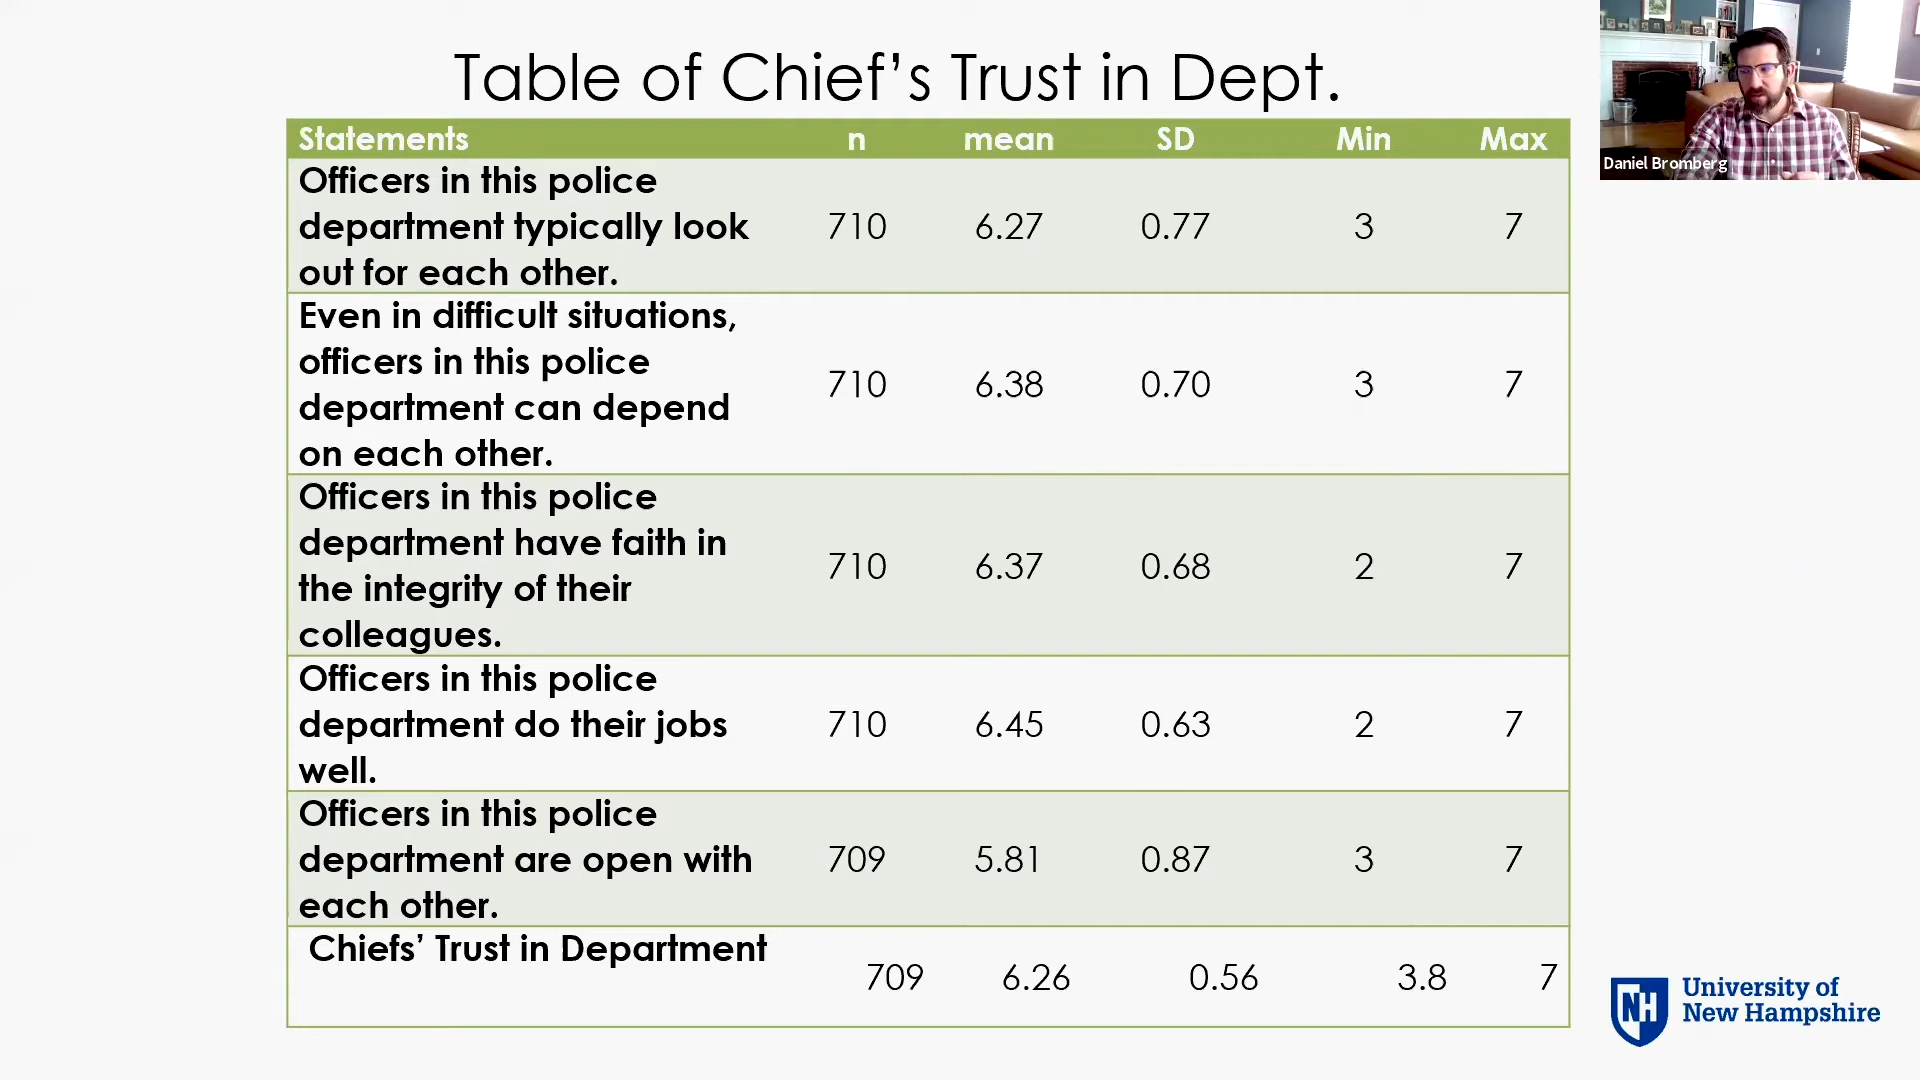 Table of Chief’s Trust in Dept.
Statements n mean SD Min Max
Officers in this police
department typically look
out for each other.
710 6.27 0.77 3 7
Even in difficult situations,
officers in this police
department can depend
on each other.
710 6.38 0.70 3 7
Officers in this police
department have faith in
the integrity of their
colleagues.
710 6.37 0.68 2 7
Officers in this police
department do their jobs
well.
710 6.45 0.63 2 7
Officers in this police
department are open with
each other.
709 5.81 0.87 3 7
Chiefs’ Trust in Department
709 6.26 0.56 3.8 7
Daniel Bromberg
NH
University of
New Hampshire